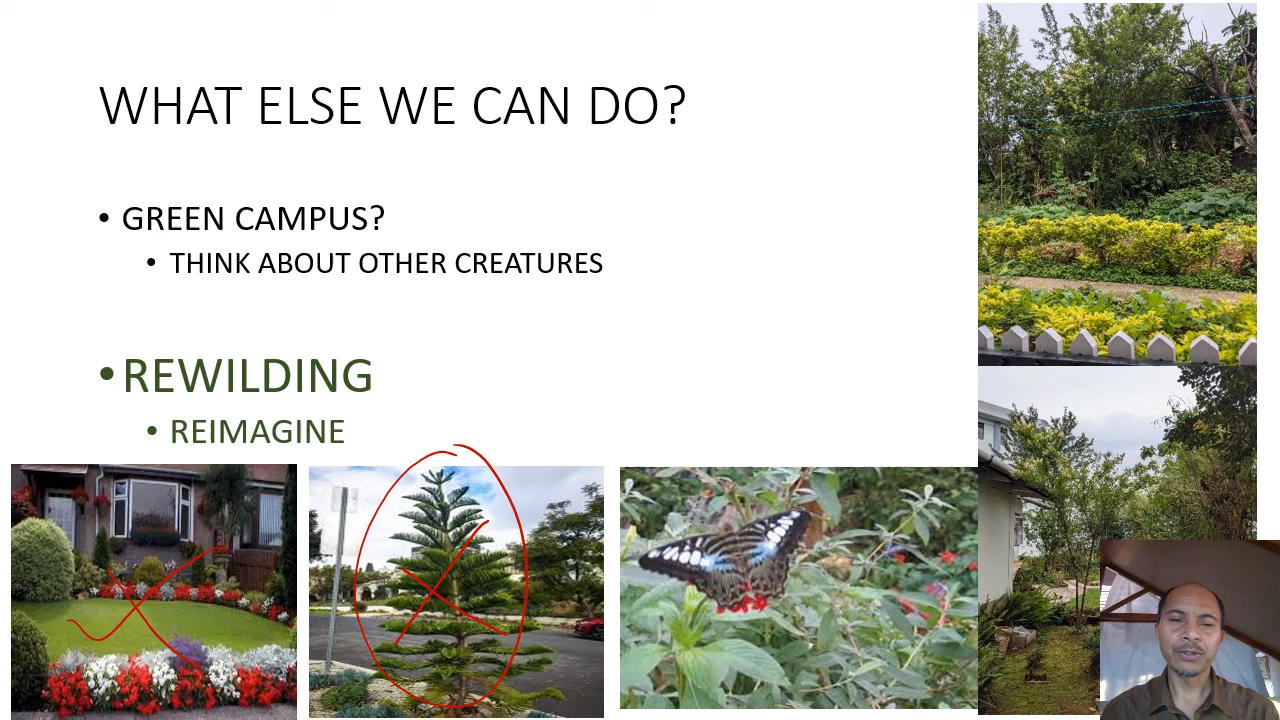 WHAT ELSE WE CAN DO?
• GREEN CAMPUS?
• THINK ABOUT OTHER CREATURES
• REWILDING
• REIMAGINE